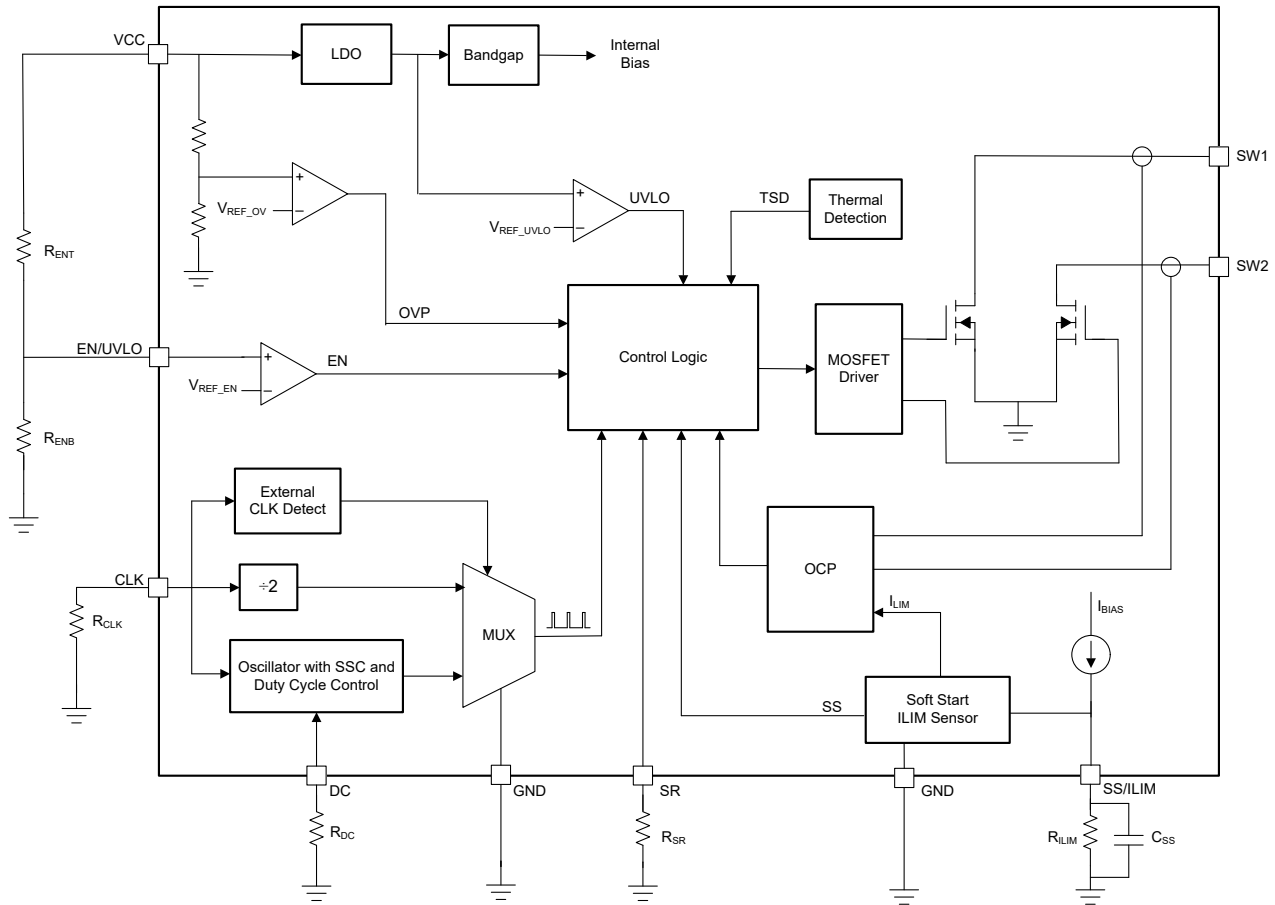 VCC
LDO
Bandgap
Internal
Bias
SW1
+
V_REF_OV
−
+
V_REF_UVLO
−
UVLO
TSD
Thermal
Detection
R_ENT
SW2
OVP
EN/UVLO
+
V_REF_EN
−
EN
Control Logic
MOSFET
Driver
R_ENB
External
CLK Detect
CLK
÷2
R_CLK
MUX
Oscillator with SSC and
Duty Cycle Control
OCP
I_LIM
I_BIAS
SS
Soft Start
ILIM Sensor
DC
GND
SR
GND
SS/ILIM
R_DC
R_SR
R_ILIM
C_SS